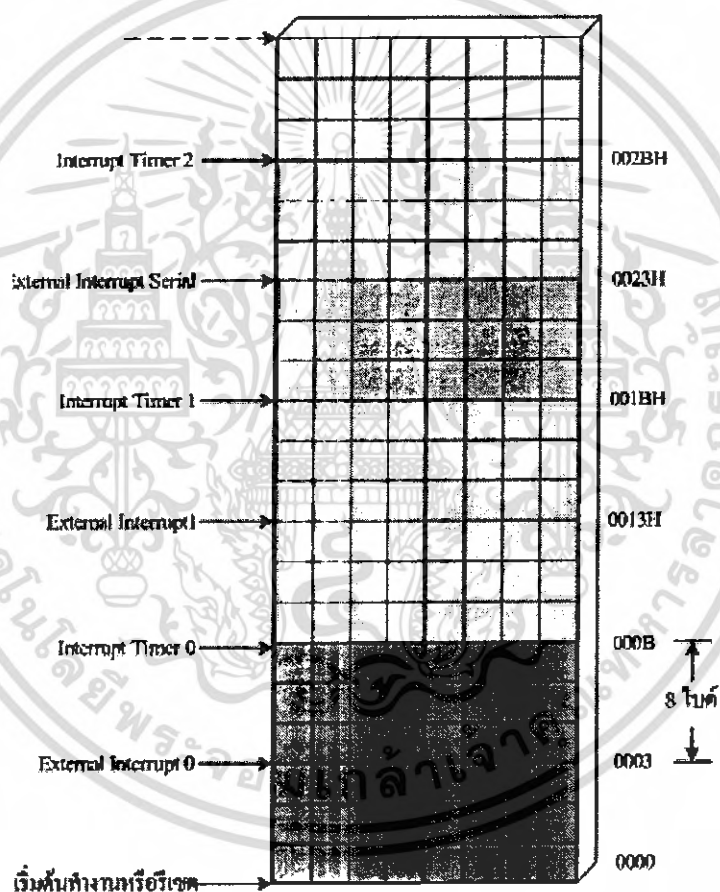 Interrupt Timer 2
002BH
External Interrupt Serial
0023H
Interrupt Timer 1
001BH
External Interrupt1
0013H
Interrupt Timer 0
000B
8 ไบต์
External Interrupt 0
0003
0000
เริ่มต้นทำงานหรือรีเซต